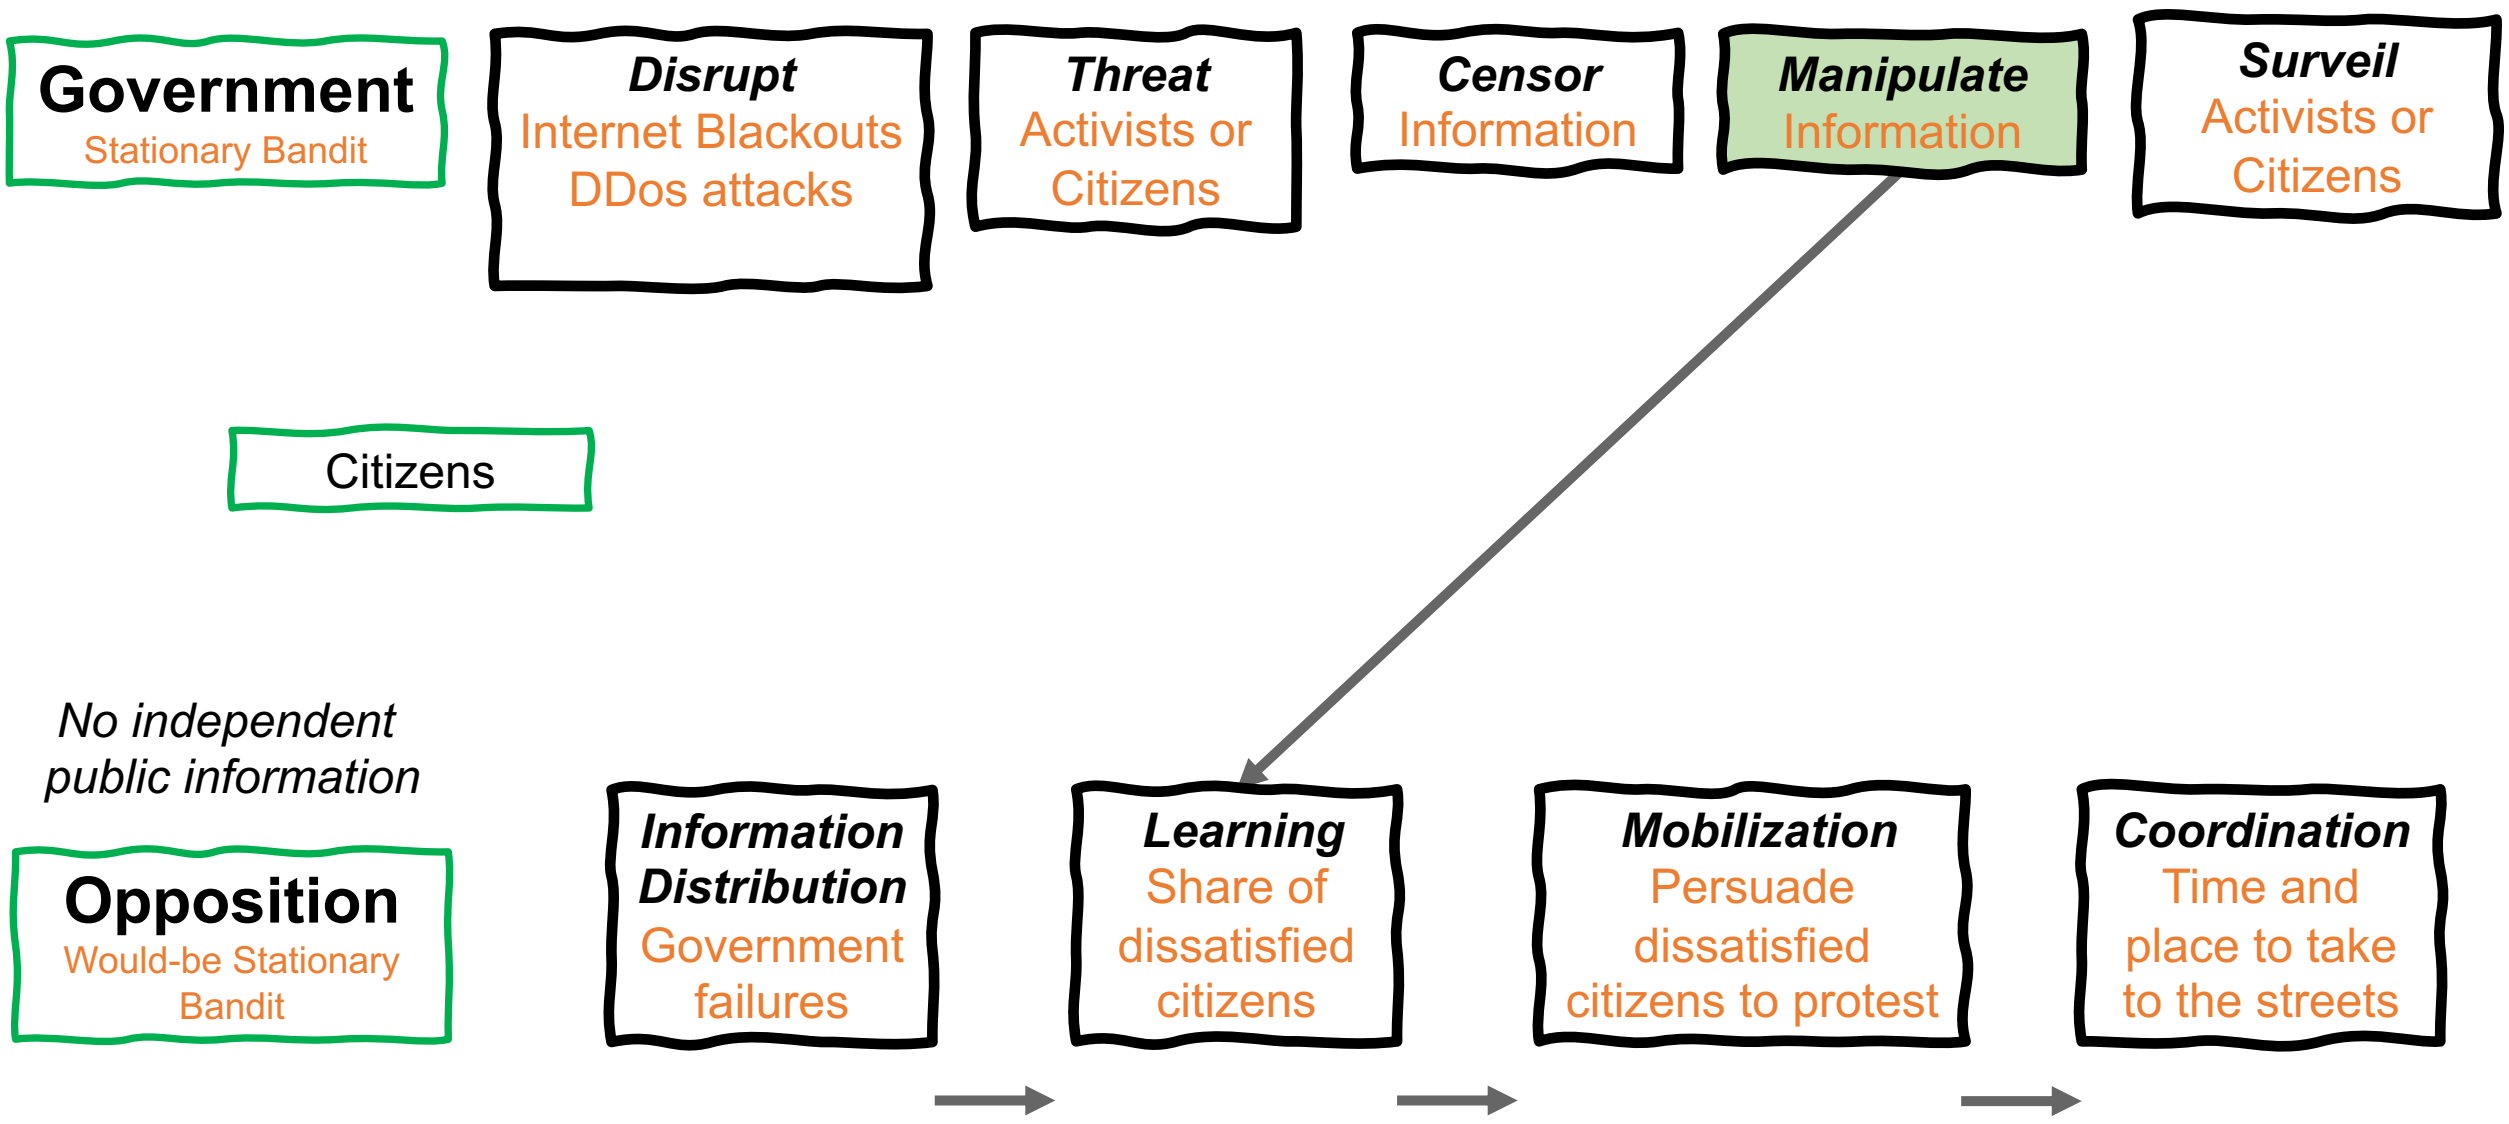 Government
Stationary Bandit
Disrupt
Internet Blackouts
DDos attacks
Threat
Activists or
Citizens
Censor
Information
Manipulate
Information
Surveil
Activists or
Citizens
Citizens
No independent
public information
Opposition
Would-be Stationary
Bandit
Information
Distribution
Government
failures
Learning
Share of
dissatisfied
citizens
Mobilization
Persuade
dissatisfied
citizens to protest
Coordination
Time and
place to take
to the streets